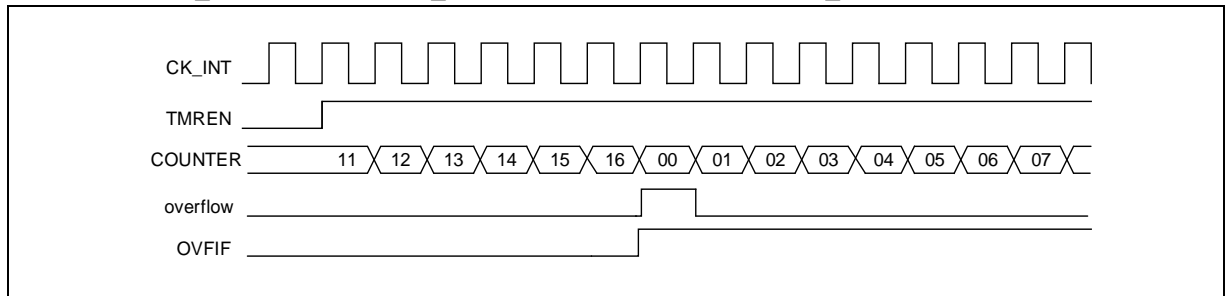 CK_INT
TMREN
COUNTER 11 12 13 14 15 16 00 01 02 03 04 05 06 07
overflow
OVFIF